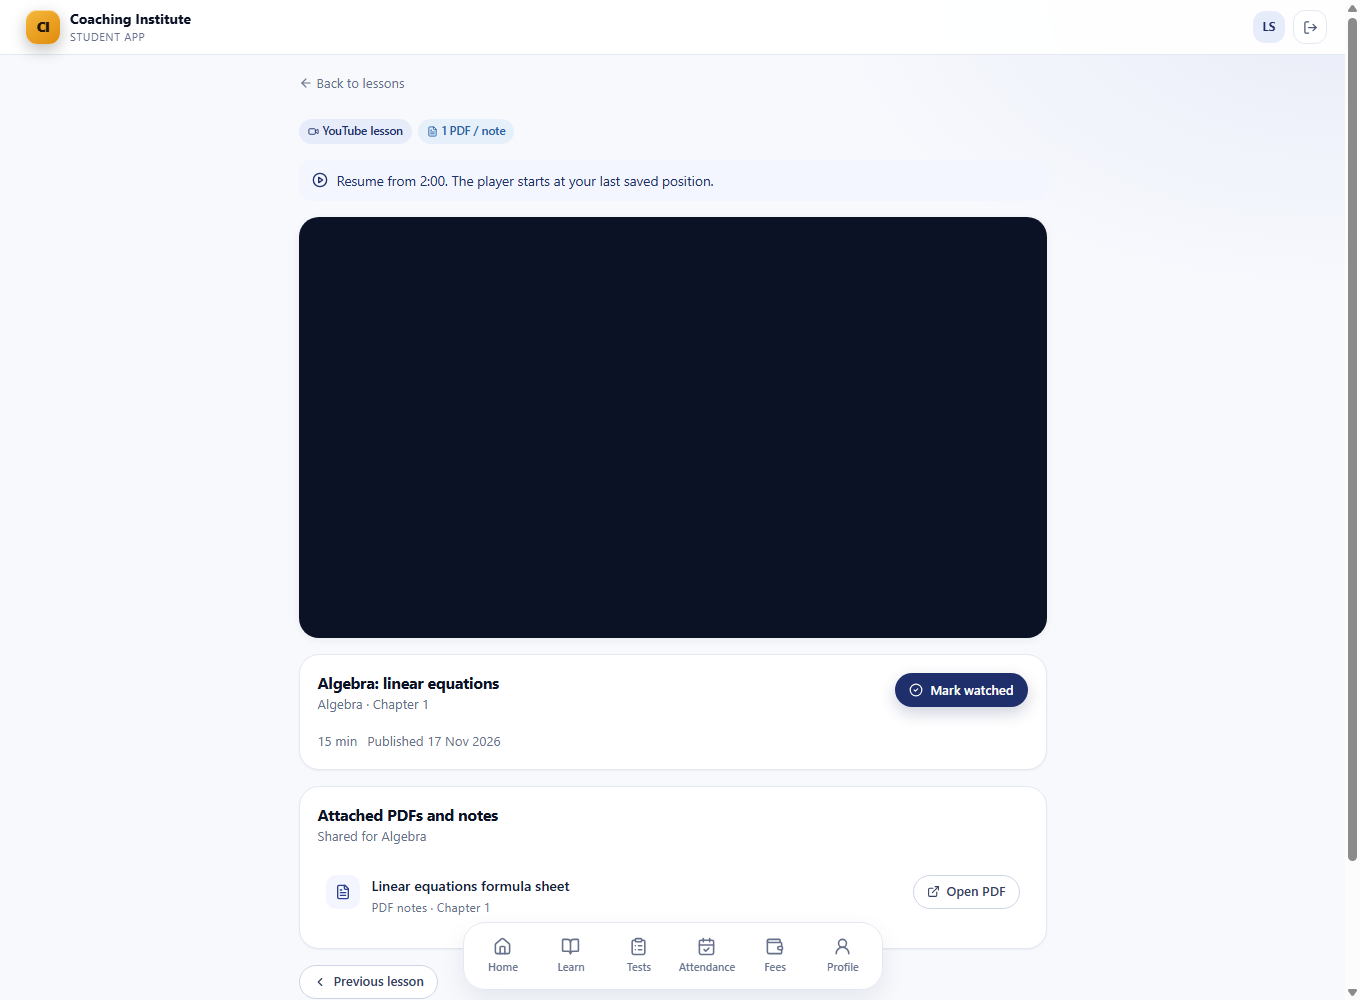 CI
Coaching Institute
STUDENT APP
LS
Back to lessons
YouTube lesson
1 PDF / note
Resume from 2:00. The player starts at your last saved position.
Algebra: linear equations
Algebra · Chapter 1
Mark watched
15 min Published 17 Nov 2026
Attached PDFs and notes
Shared for Algebra
Linear equations formula sheet
PDF notes · Chapter 1
Open PDF
Home
Learn
Tests
Attendance
Fees
Profile
Previous lesson